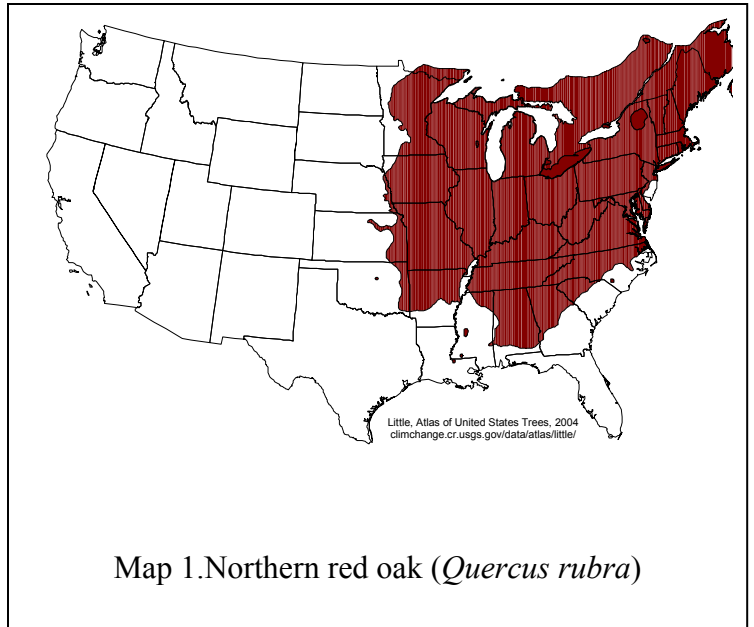 Little, Atlas of United States Trees, 2004
climchange.cr.usgs.gov/data/atlas/little/
Map 1.Northern red oak (Quercus rubra)